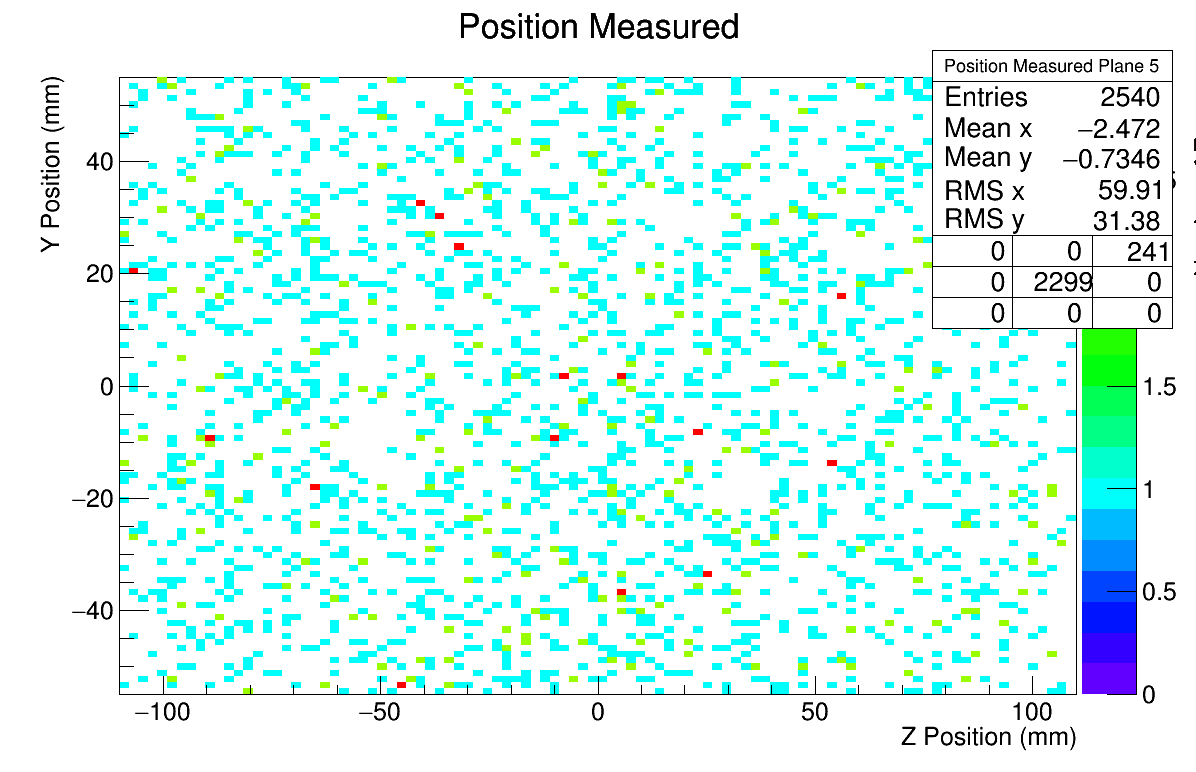 Position Measured
Position Measured Plane 5
Entries 2540
Mean x −2.472
Mean y −0.7346
RMS x 59.91
RMS y 31.38
0 0 241
0 2299 0
0 0 0
Y Position (mm)
40
20
0
−20
−40
−100 −50 0 50 100
Z Position (mm)
1.5
1
0.5
0